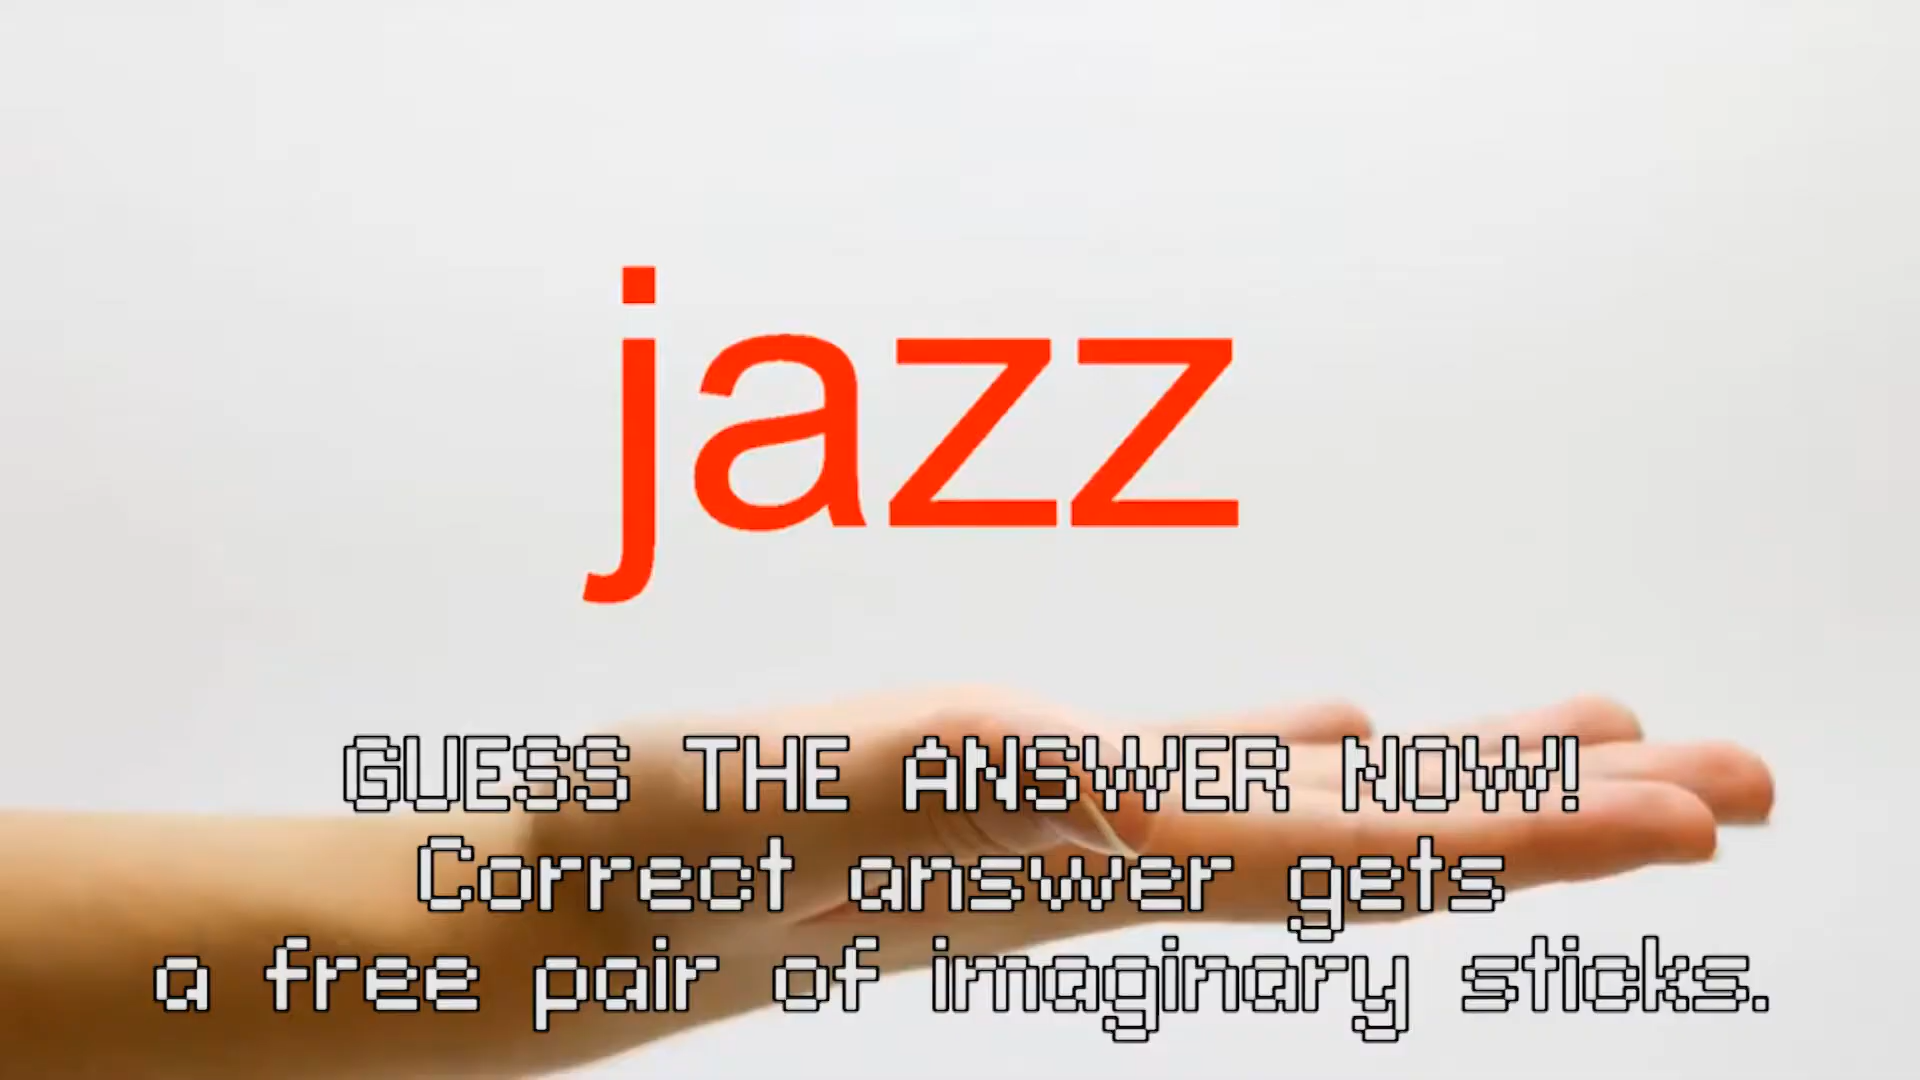 jazz
GUESS THE ANSWER NOW!
Correct answer gets
a free pair of imaginary sticks.